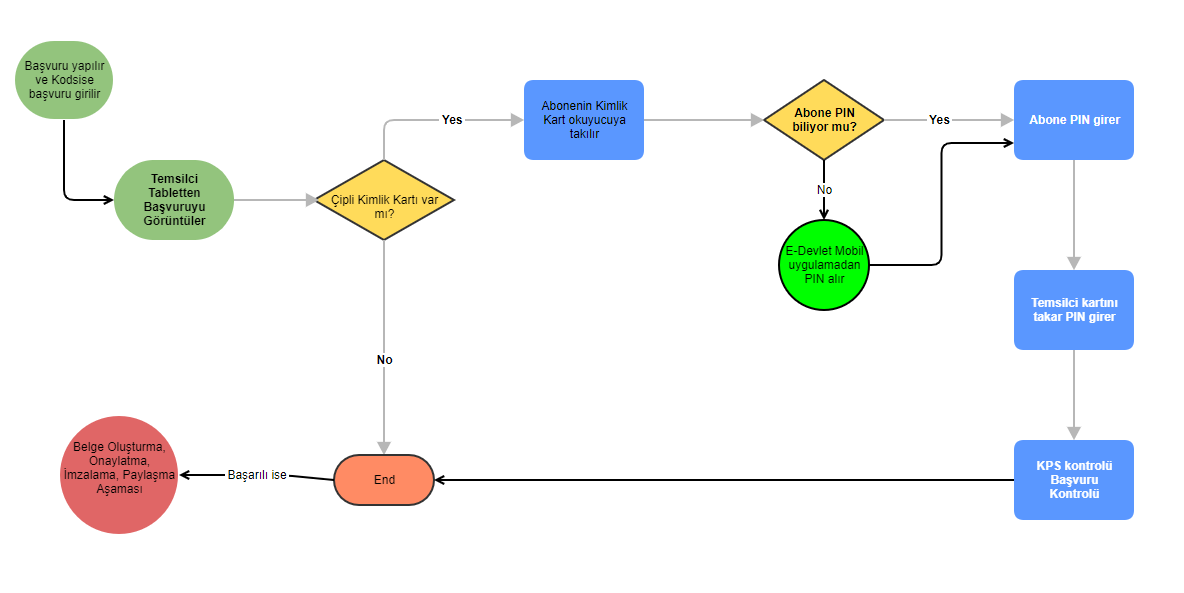 Başvuru yapılır
ve Kodsise
başvuru girilir
Temsilci
Tabletten
Başvuruyu
Görüntüler
Çipli Kimlik Kartı var
mı?
Yes
Abonenin Kimlik
Kart okuyucuya
takılır
Abone PIN
biliyor mu?
Yes
Abone PIN girer
No
E-Devlet Mobil
uygulamadan
PIN alır
Temsilci kartını
takar PIN girer
No
KPS kontrolü
Başvuru
Kontrolü
End
Başarılı ise
Belge Oluşturma,
Onaylatma,
İmzalama, Paylaşma
Aşaması